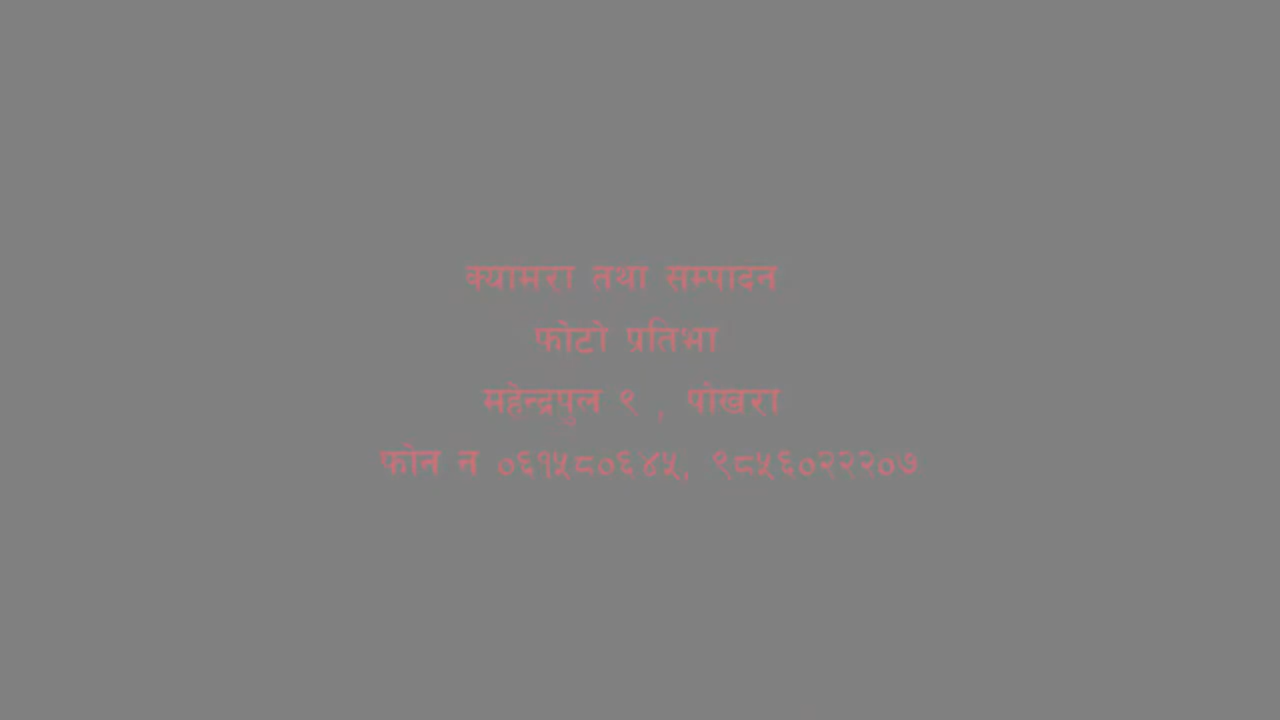 क्यामरा तथा सम्पादन
फोटो प्रतिभा
महेन्द्रपुल ९ , पोखरा
फोन न ०६१५८०६४५, ९८५६०२२२०७